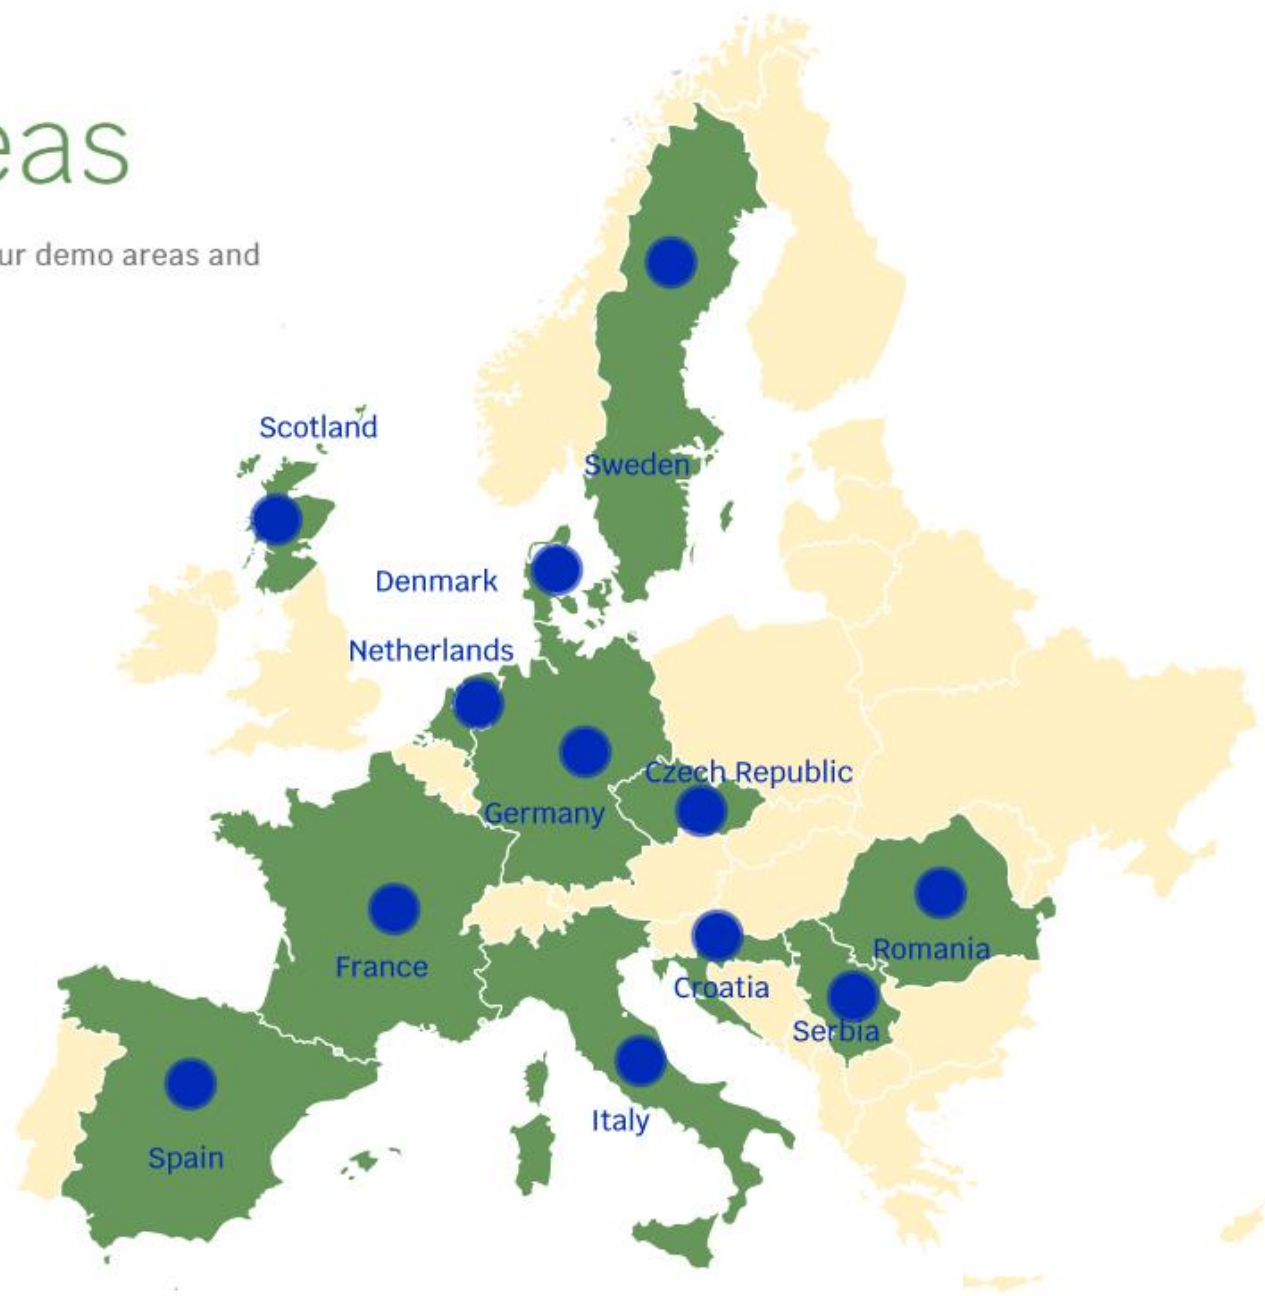 eas
ur demo areas and
Scotland
Sweden
Denmark
Netherlands
Czech Republic
Germany
Romania
France
Croatia
Serbia
Italy
Spain